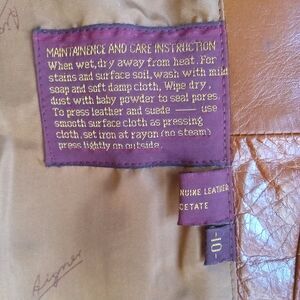 MAINTAINENCE AND CARE INSTRUCTION
When wet, dry away from heat. For
stains and surface soil, wash with mild
soap and soft damp cloth. Wipe dry,
dust with baby powder to seal pores.
To press leather and suede — use
smooth surface cloth as pressing
cloth, set iron at rayon (no steam)
press lightly on outside.
NUINE LEATHER
CETATE
-10-
Aigner